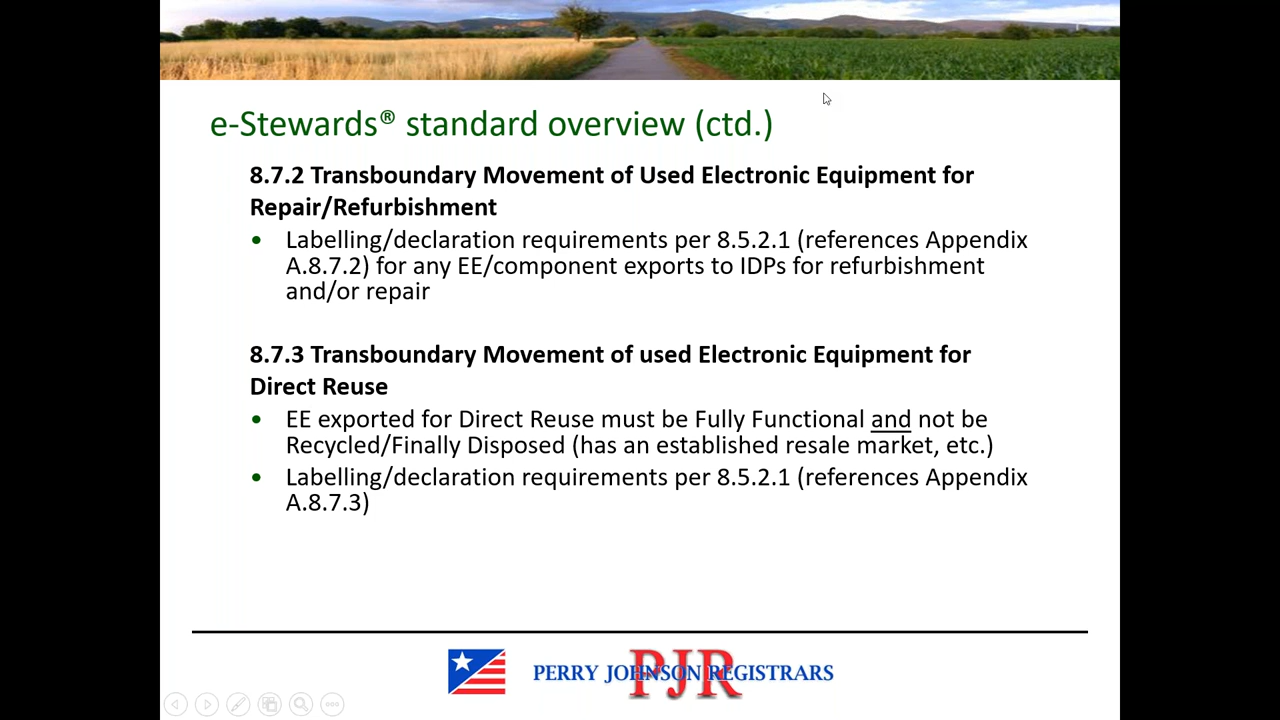 e-Stewards® standard overview (ctd.)
8.7.2 Transboundary Movement of Used Electronic Equipment for
Repair/Refurbishment
• Labelling/declaration requirements per 8.5.2.1 (references Appendix
A.8.7.2) for any EE/component exports to IDPs for refurbishment
and/or repair
8.7.3 Transboundary Movement of used Electronic Equipment for
Direct Reuse
• EE exported for Direct Reuse must be Fully Functional and not be
Recycled/Finally Disposed (has an established resale market, etc.)
• Labelling/declaration requirements per 8.5.2.1 (references Appendix
A.8.7.3)
PJR
PERRY JOHNSON REGISTRARS